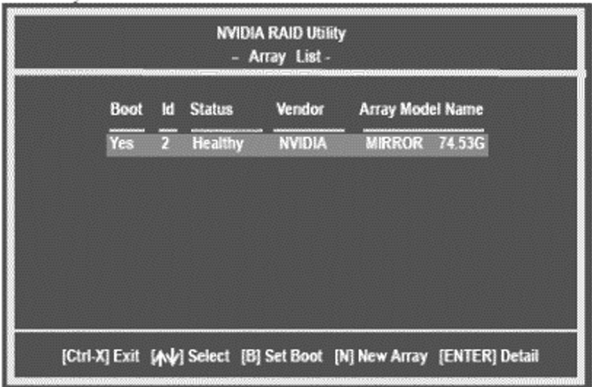 NVIDIA RAID Utility
- Array List -
Boot Id Status Vendor Array Model Name
Yes 2 Healthy NVIDIA MIRROR 74.53G
[Ctrl-X] Exit [↑↓] Select [B] Set Boot [N] New Array [ENTER] Detail